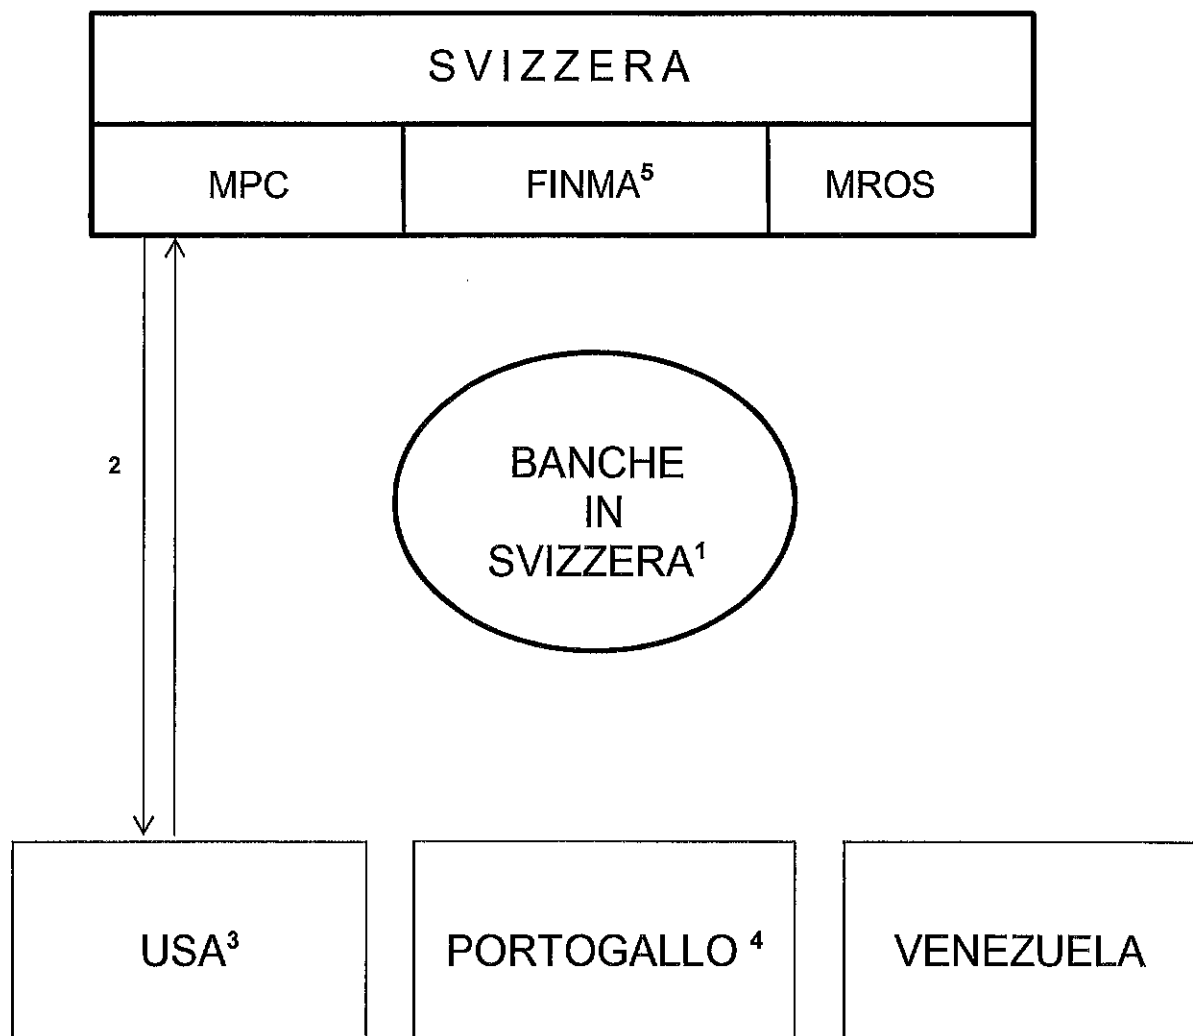 SVIZZERA
MPC FINMA⁵ MROS
2
BANCHE
IN
SVIZZERA¹
USA³ PORTOGALLO ⁴ VENEZUELA